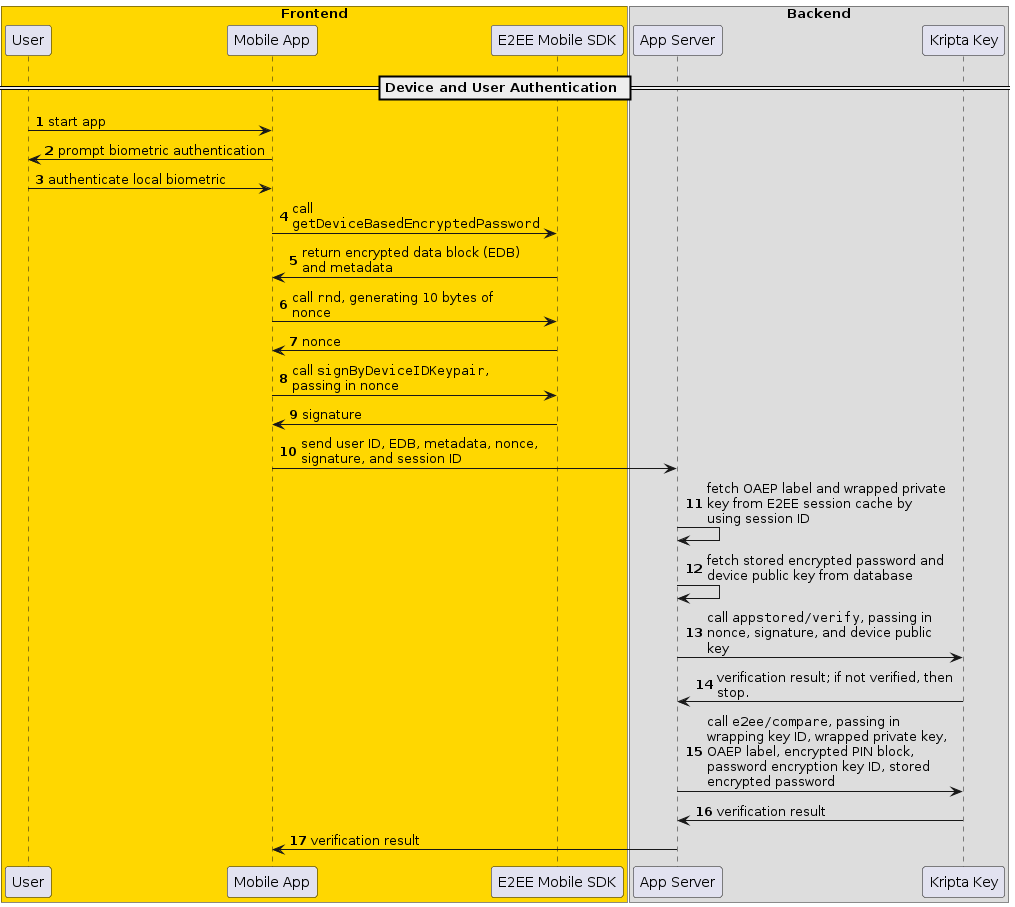 Frontend
Backend
User
Mobile App
E2EE Mobile SDK
App Server
Kripta Key
Device and User Authentication
1 start app
2 prompt biometric authentication
3 authenticate local biometric
4 call
getDeviceBasedEncryptedPassword
5 return encrypted data block (EDB)
and metadata
6 call rnd, generating 10 bytes of
nonce
7 nonce
8 call signByDeviceIDKeypair,
passing in nonce
9 signature
10 send user ID, EDB, metadata, nonce,
signature, and session ID
11 fetch OAEP label and wrapped private
key from E2EE session cache by
using session ID
12 fetch stored encrypted password and
device public key from database
13 call appstored/verify, passing in
nonce, signature, and device public
key
14 verification result; if not verified, then
stop.
15 call e2ee/compare, passing in
wrapping key ID, wrapped private key,
OAEP label, encrypted PIN block,
password encryption key ID, stored
encrypted password
16 verification result
17 verification result
User
Mobile App
E2EE Mobile SDK
App Server
Kripta Key